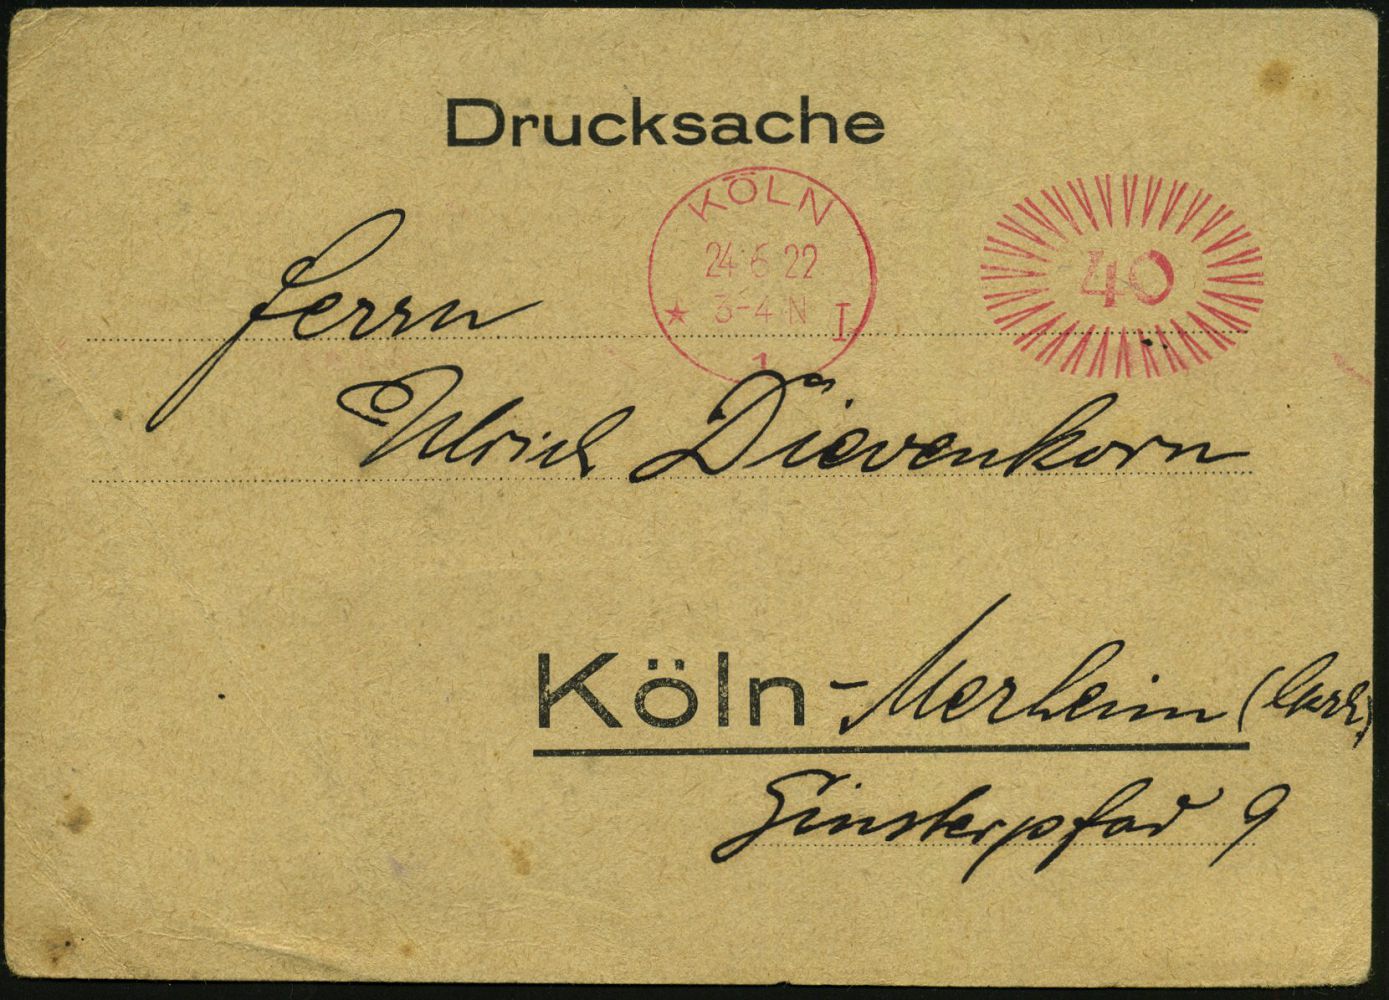 Drucksache
KÖLN
24 6 22
★ 3-4 N I
1
40
Herrn
Ulrich Dievenkorn
Köln - Merheim
Ginsterpfad 9